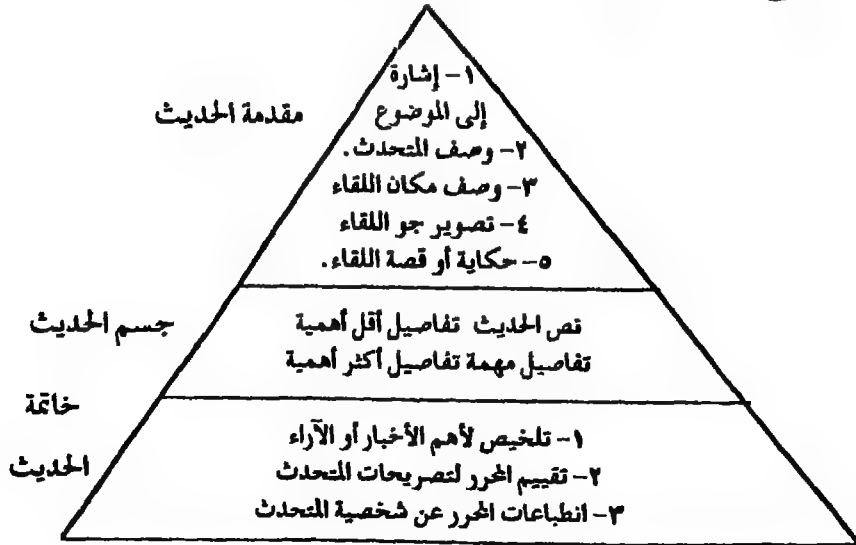 ١- إشارة
إلى الموضوع
مقدمة الحديث
٢- وصف المتحدث.
٣- وصف مكان اللقاء
٤- تصوير جو اللقاء
٥- حكاية أو قصة اللقاء.
جسم الحديث
نص الحديث تفاصيل أقل أهمية
تفاصيل مهمة تفاصيل أكثر أهمية
خاتمة
الحديث
١- تلخيص لأهم الأخبار أو الآراء
٢- تقييم المحرر لتصريحات المتحدث
٣- انطباعات المحرر عن شخصية المتحدث